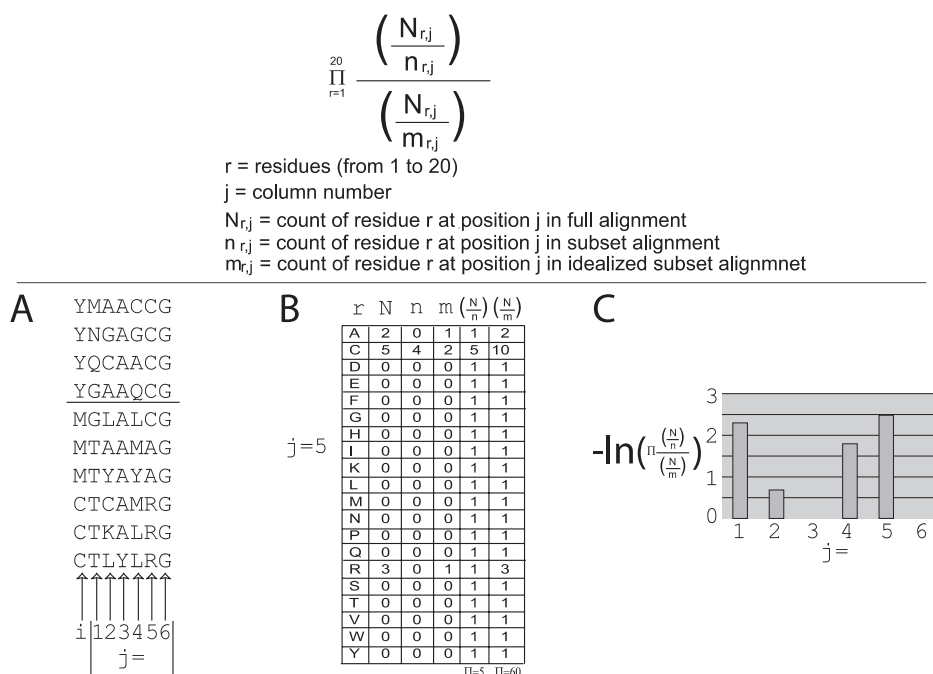 20
Π
r=1
(N r,j / n r,j)
(N r,j / m r,j)
r = residues (from 1 to 20)
j = column number
N r,j = count of residue r at position j in full alignment
n r,j = count of residue r at position j in subset alignment
m r,j = count of residue r at position j in idealized subset alignmnet
A
YMAACCG
YNGAGCG
YQCAACG
YGAAQCG
MGLALCG
MTAAMAG
MTYAYAG
CTCAMRG
CTKALRG
CTLYLRG
i 1 2 3 4 5 6
j=
B
r N n m (N/n) (N/m)
A 2 0 1 1 2
C 5 4 2 5 10
D 0 0 0 1 1
E 0 0 0 1 1
F 0 0 0 1 1
G 0 0 0 1 1
H 0 0 0 1 1
I 0 0 0 1 1
K 0 0 0 1 1
L 0 0 0 1 1
M 0 0 0 1 1
N 0 0 0 1 1
P 0 0 0 1 1
Q 0 0 0 1 1
R 3 0 1 1 3
S 0 0 0 1 1
T 0 0 0 1 1
V 0 0 0 1 1
W 0 0 0 1 1
Y 0 0 0 1 1
Π=5 Π=60
j=5
C
-ln(Π (N/n) / (N/m))
3
2
1
0
1 2 3 4 5 6
j=